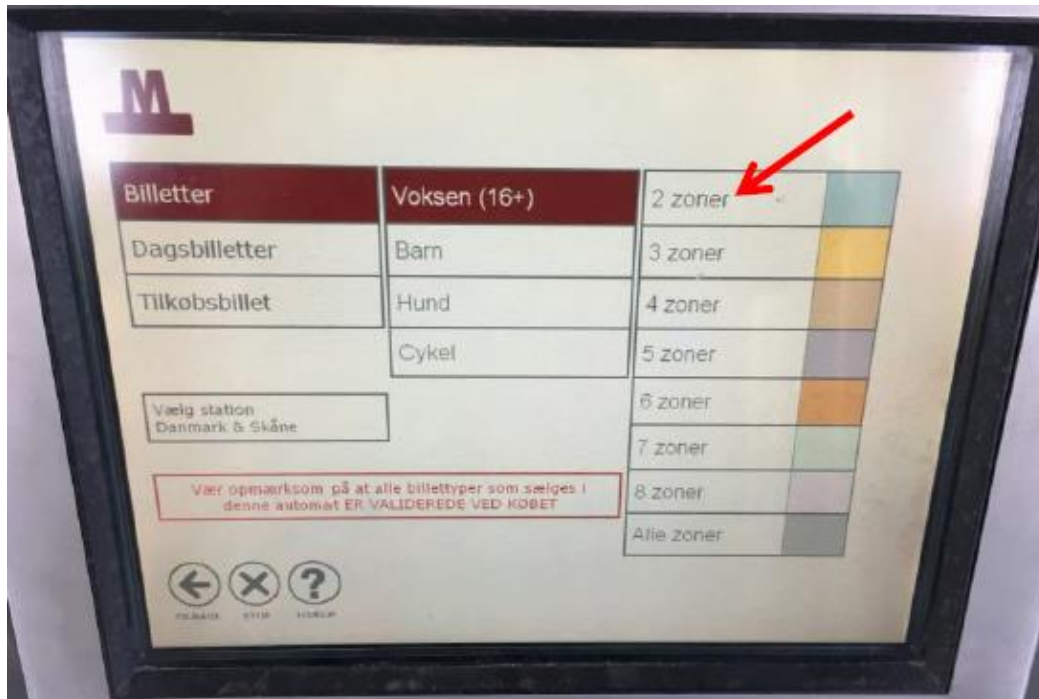 M
Billetter
Dagsbilletter
Tilkøbsbillet
Voksen (16+)
Barn
Hund
Cykel
2 zoner
3 zoner
4 zoner
5 zoner
6 zoner
7 zoner
8 zoner
Alle zoner
Vælg station
Danmark & Skåne
Vær opmærksom på at alle billettyper som sælges i
denne automat ER VALIDEREDE VED KØBET
?
TILBAGE
STOP